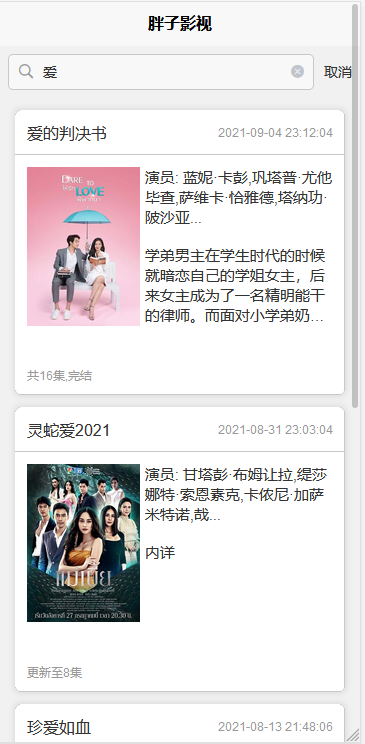 胖子影视
爱
取消
爱的判决书
2021-09-04 23:12:04
DARE TO
LOVE
演员: 蓝妮·卡彭,巩塔普·尤他
毕查,萨维卡·恰雅德,塔纳功·
陂沙亚...
学弟男主在学生时代的时候
就暗恋自己的学姐女主，后
来女主成为了一名精明能干
的律师。而面对小学弟奶…
共16集,完结
灵蛇爱2021
2021-08-31 23:03:04
演员: 甘塔彭·布姆让拉,缇莎
娜特·索恩素克,卡侬尼·加萨
米特诺,哉...
内详
更新至8集
珍爱如血
2021-08-13 21:48:06